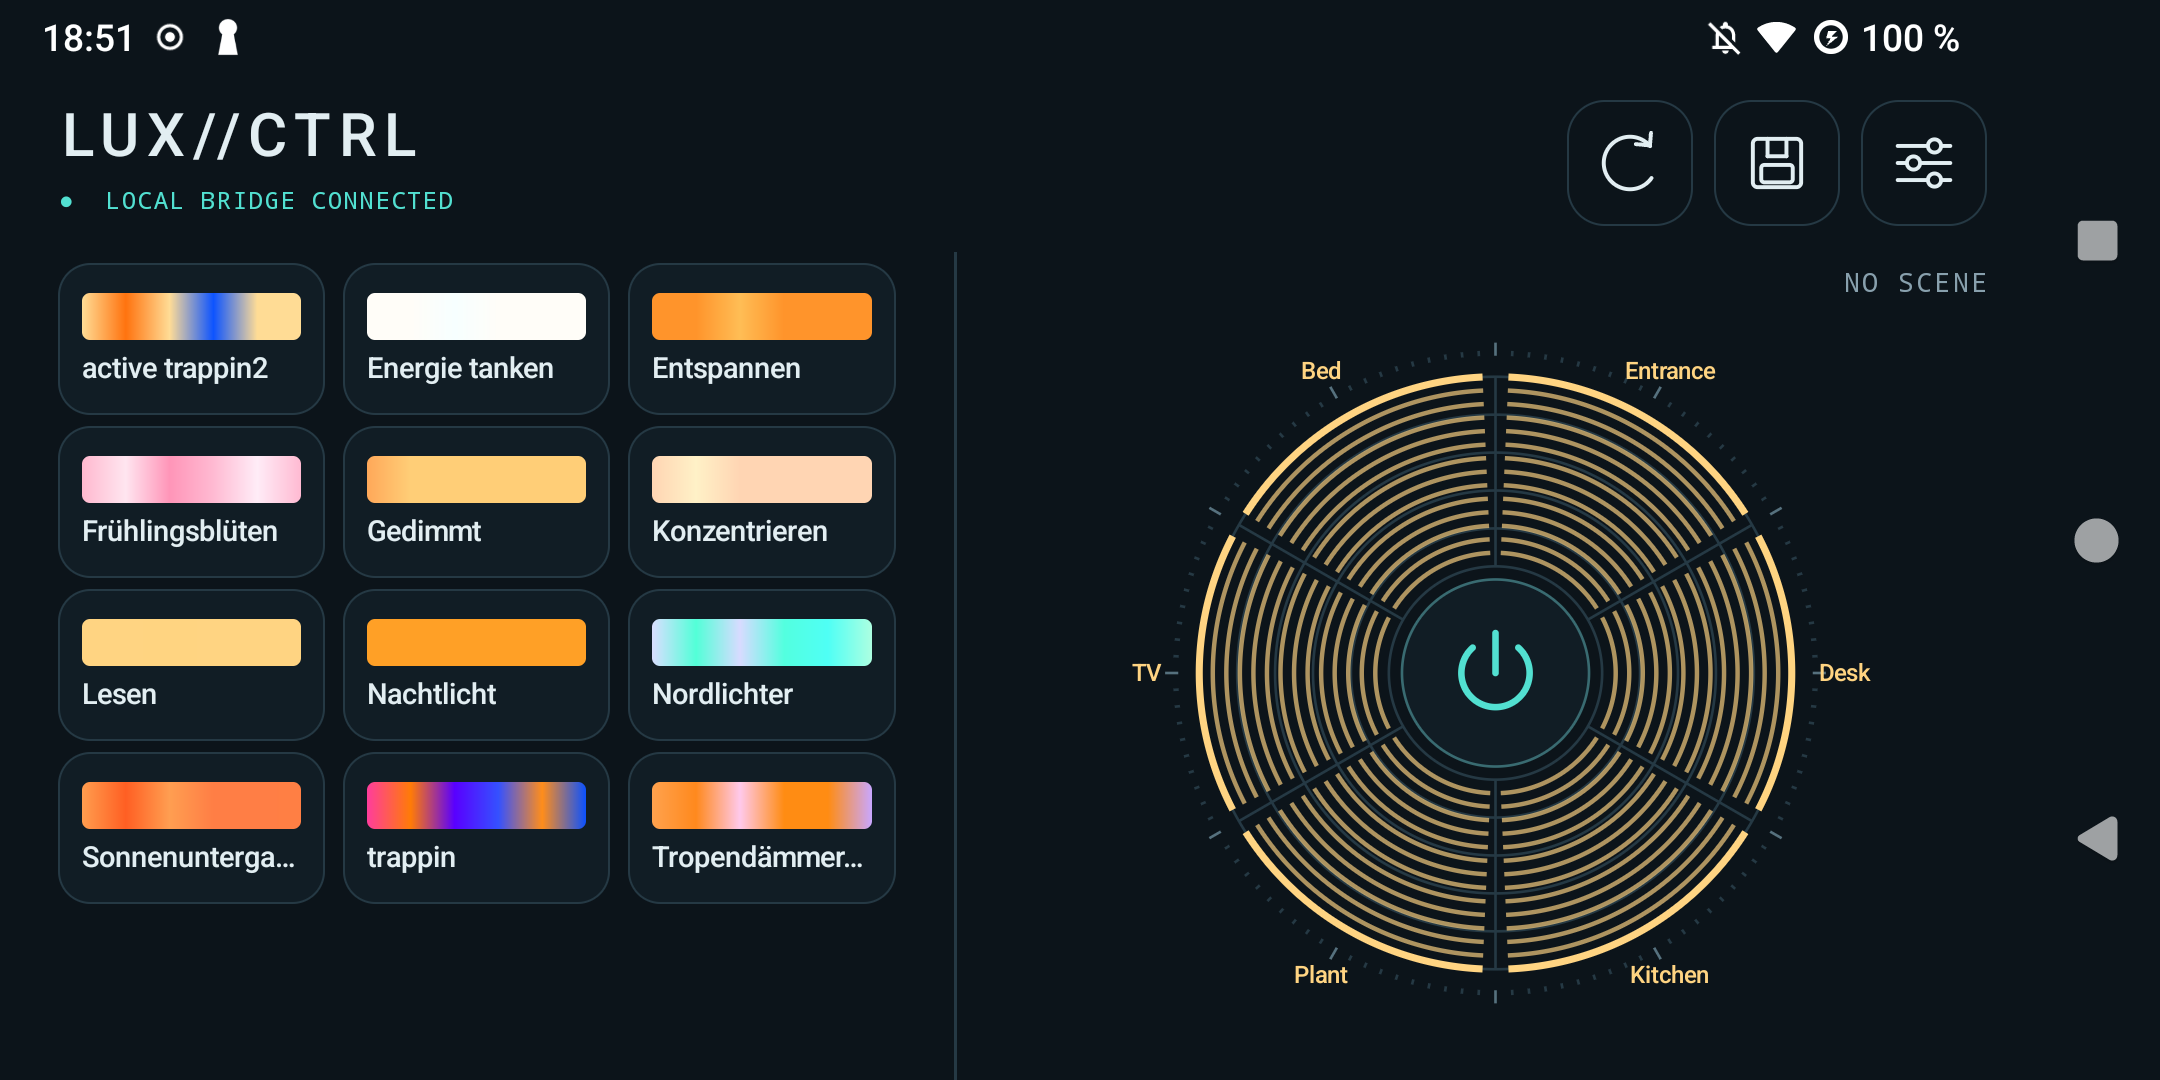 18:51
100 %
LUX//CTRL
LOCAL BRIDGE CONNECTED
NO SCENE
active trappin2
Energie tanken
Entspannen
Frühlingsblüten
Gedimmt
Konzentrieren
Lesen
Nachtlicht
Nordlichter
Sonnenunterga...
trappin
Tropendämmer...
Bed
Entrance
TV
Desk
Plant
Kitchen